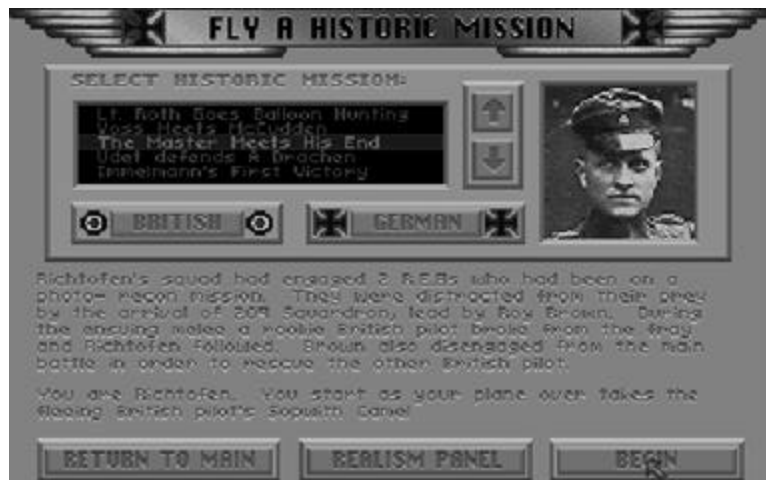 FLY A HISTORIC MISSION
SELECT HISTORIC MISSION:
Lt. Roth Goes Balloon Hunting
Voss Meets McCudden
The Master Meets His End
Udet defends A Drachen
Immelmann's First Victory
BRITISH
GERMAN
Richtofen's squad had engaged 2 R.E.8s who had been on a
photo- recon mission. They were distracted from their prey
by the arrival of 209 Squadron, lead by Roy Brown. During
the ensuing melee a rookie British pilot broke from the fray
and Richtofen followed. Brown also disengaged from the main
battle in order to rescue the other British pilot.
You are Richtofen. You start as your plane over takes the
fleeing British pilot's Sopwith Camel
RETURN TO MAIN
REALISM PANEL
BEGIN